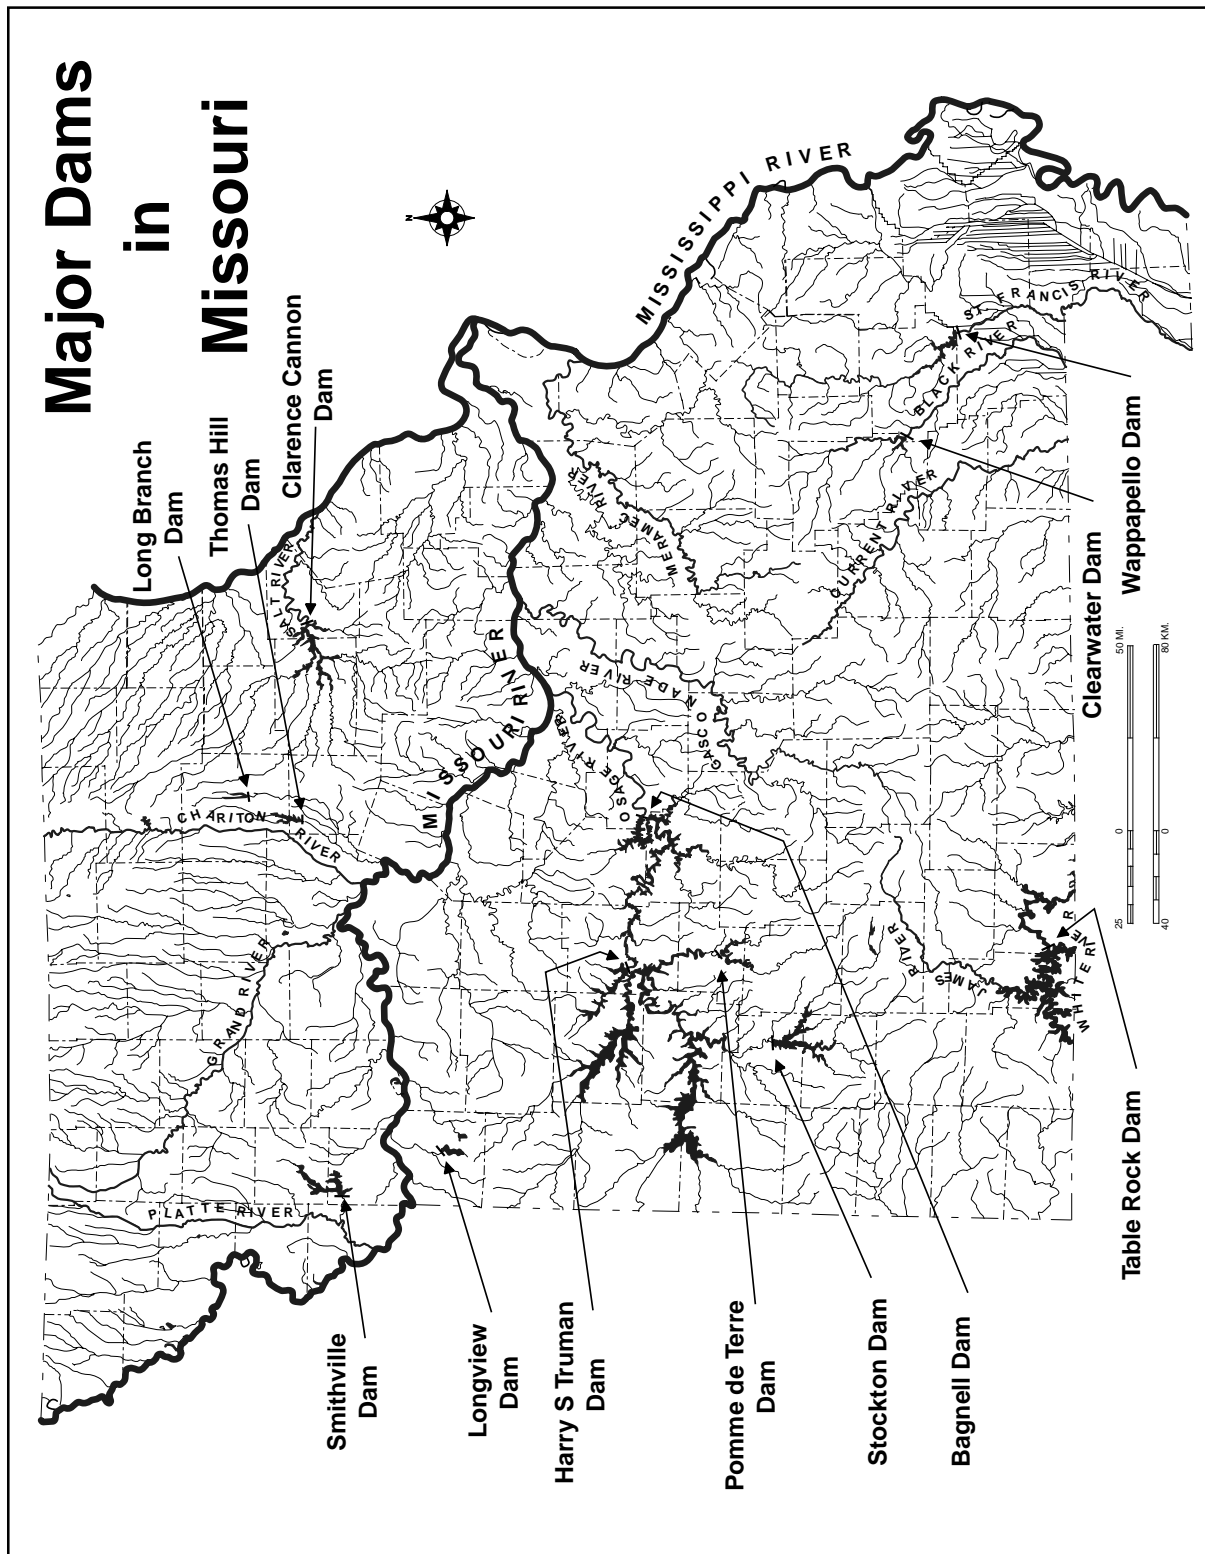 Major Dams
in
Missouri
N
Long Branch
Dam
Thomas Hill
Dam
Clarence Cannon
Dam
MISSISSIPPI RIVER
SALT RIVER
CHARITON RIVER
GRAND RIVER
PLATTE RIVER
MISSOURI RIVER
MERAMEC RIVER
GASCONADE RIVER
OSAGE RIVER
CURRENT RIVER
BLACK RIVER
ST. FRANCIS RIVER
JAMES RIVER
WHITE RIVER
Smithville
Dam
Longview
Dam
Harry S Truman
Dam
Pomme de Terre
Dam
Stockton Dam
Bagnell Dam
Table Rock Dam
Clearwater Dam
Wappapello Dam
25 0 50 MI.
40 0 80 KM.